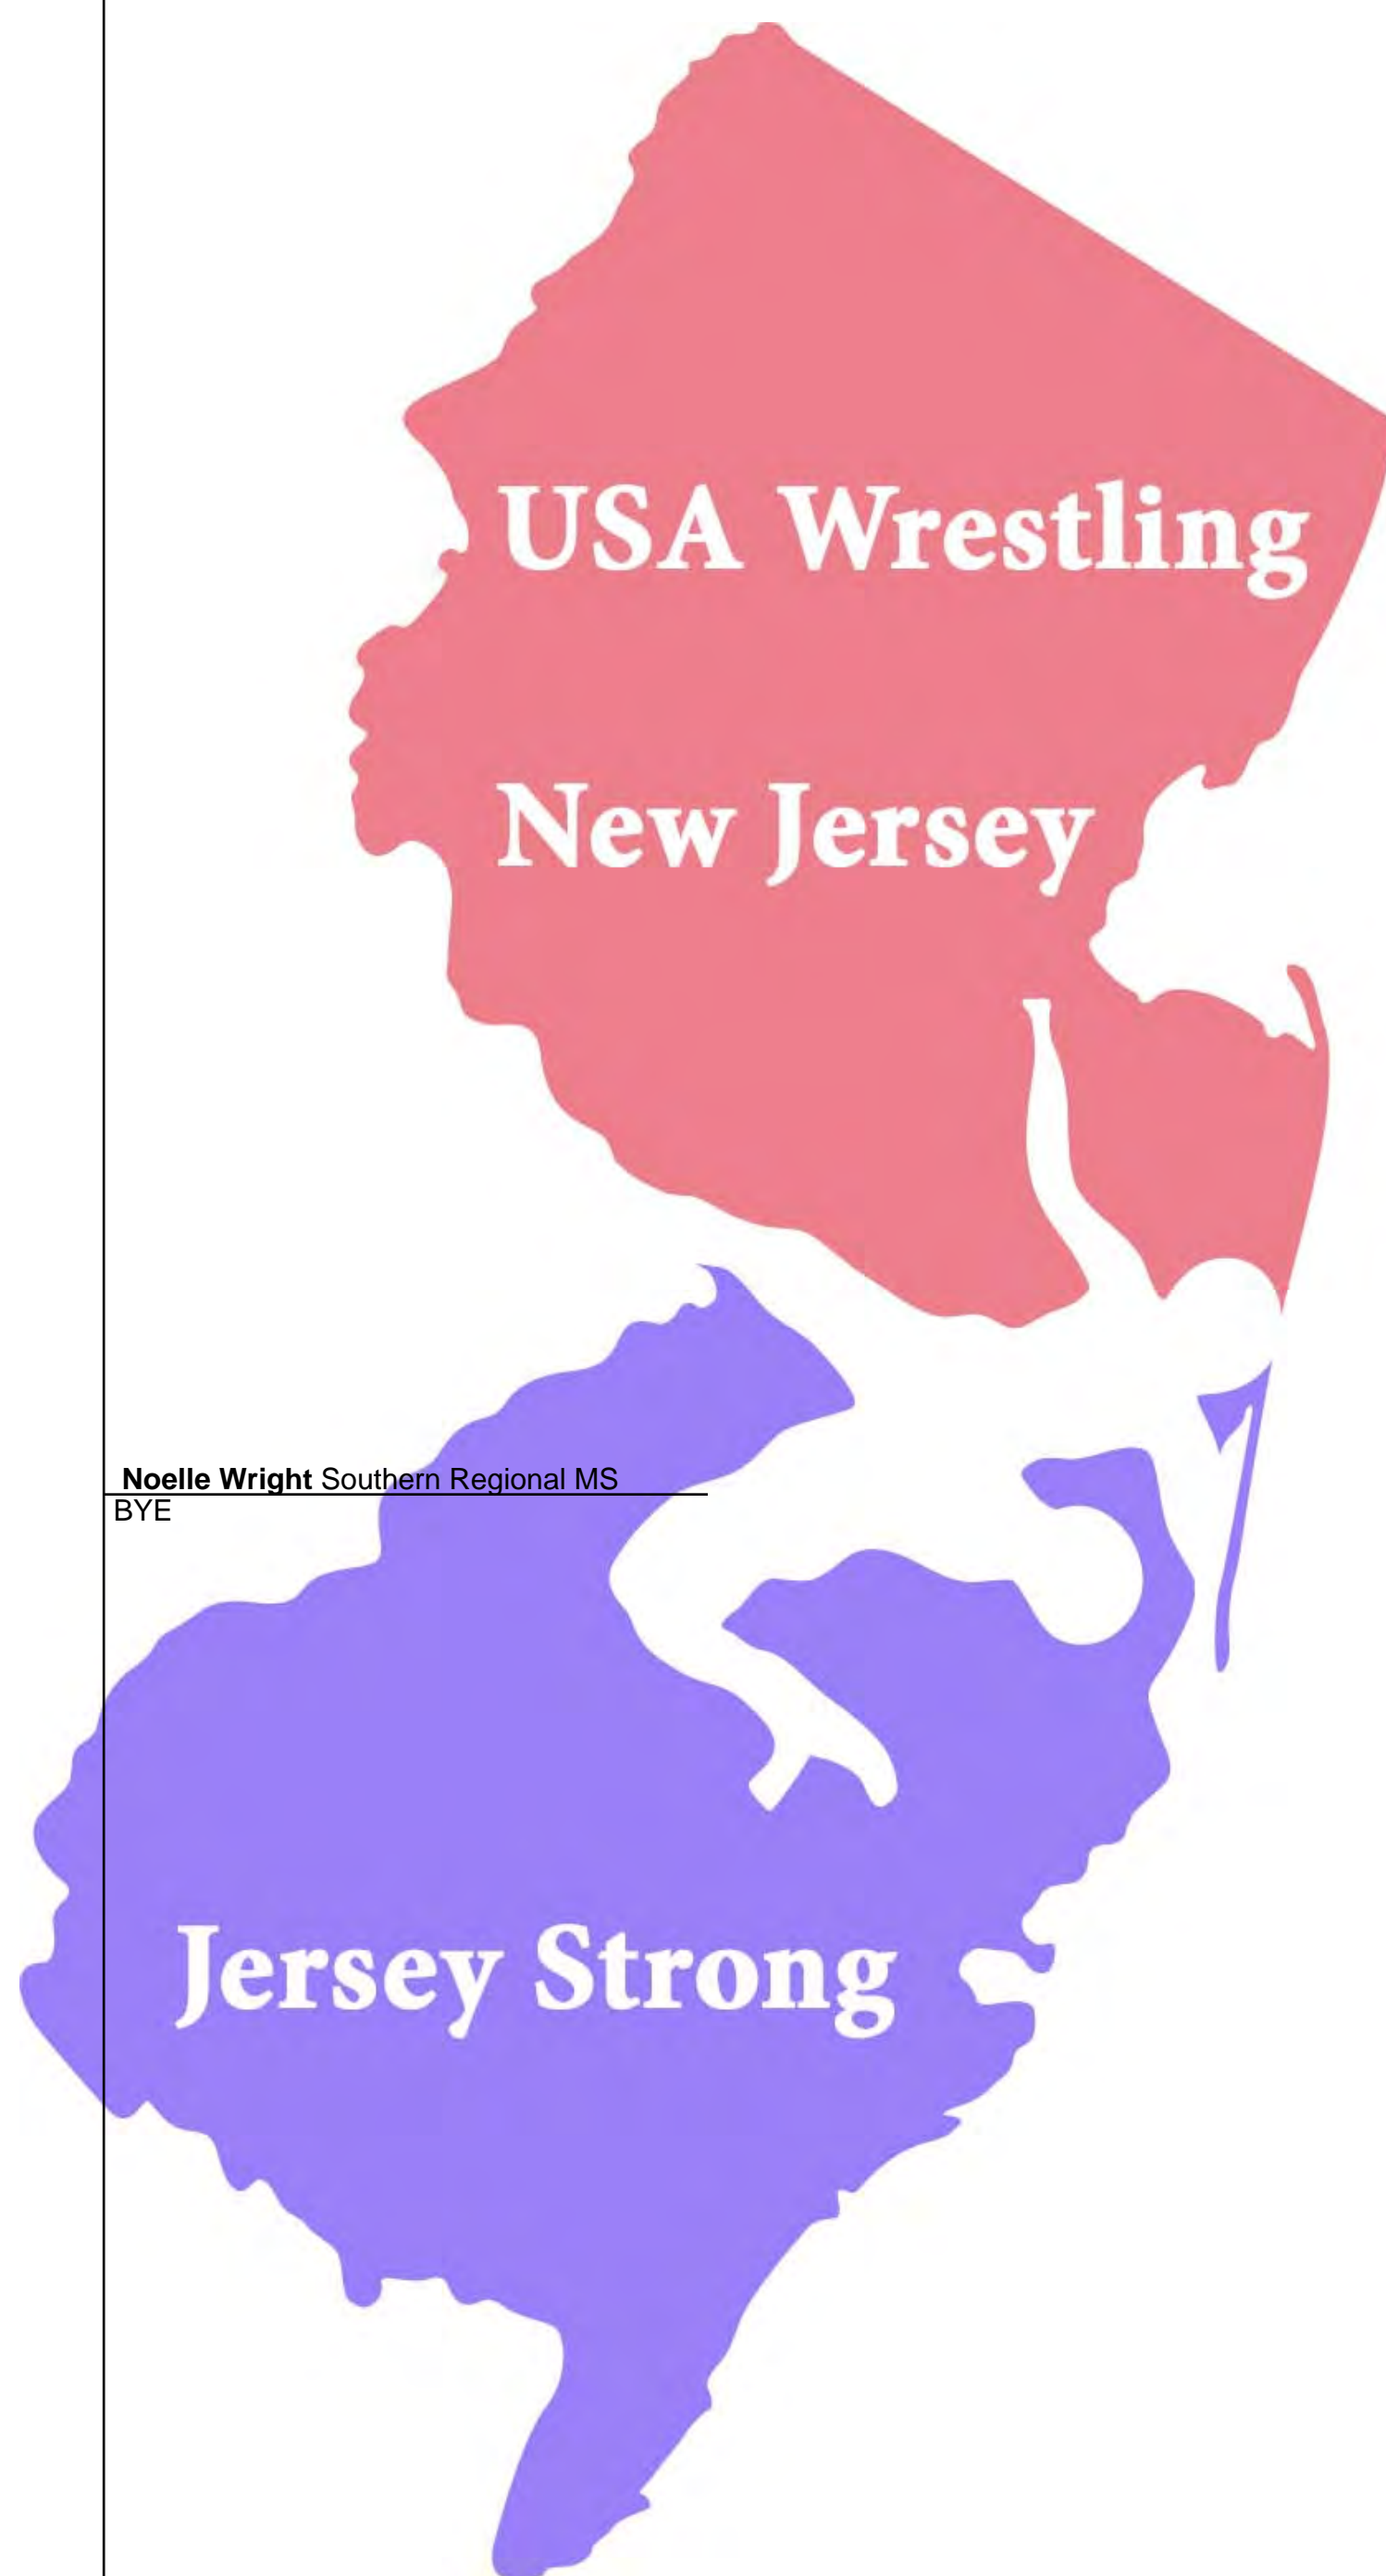 USA Wrestling
New Jersey
Noelle Wright Southern Regional MS
BYE
Jersey Strong